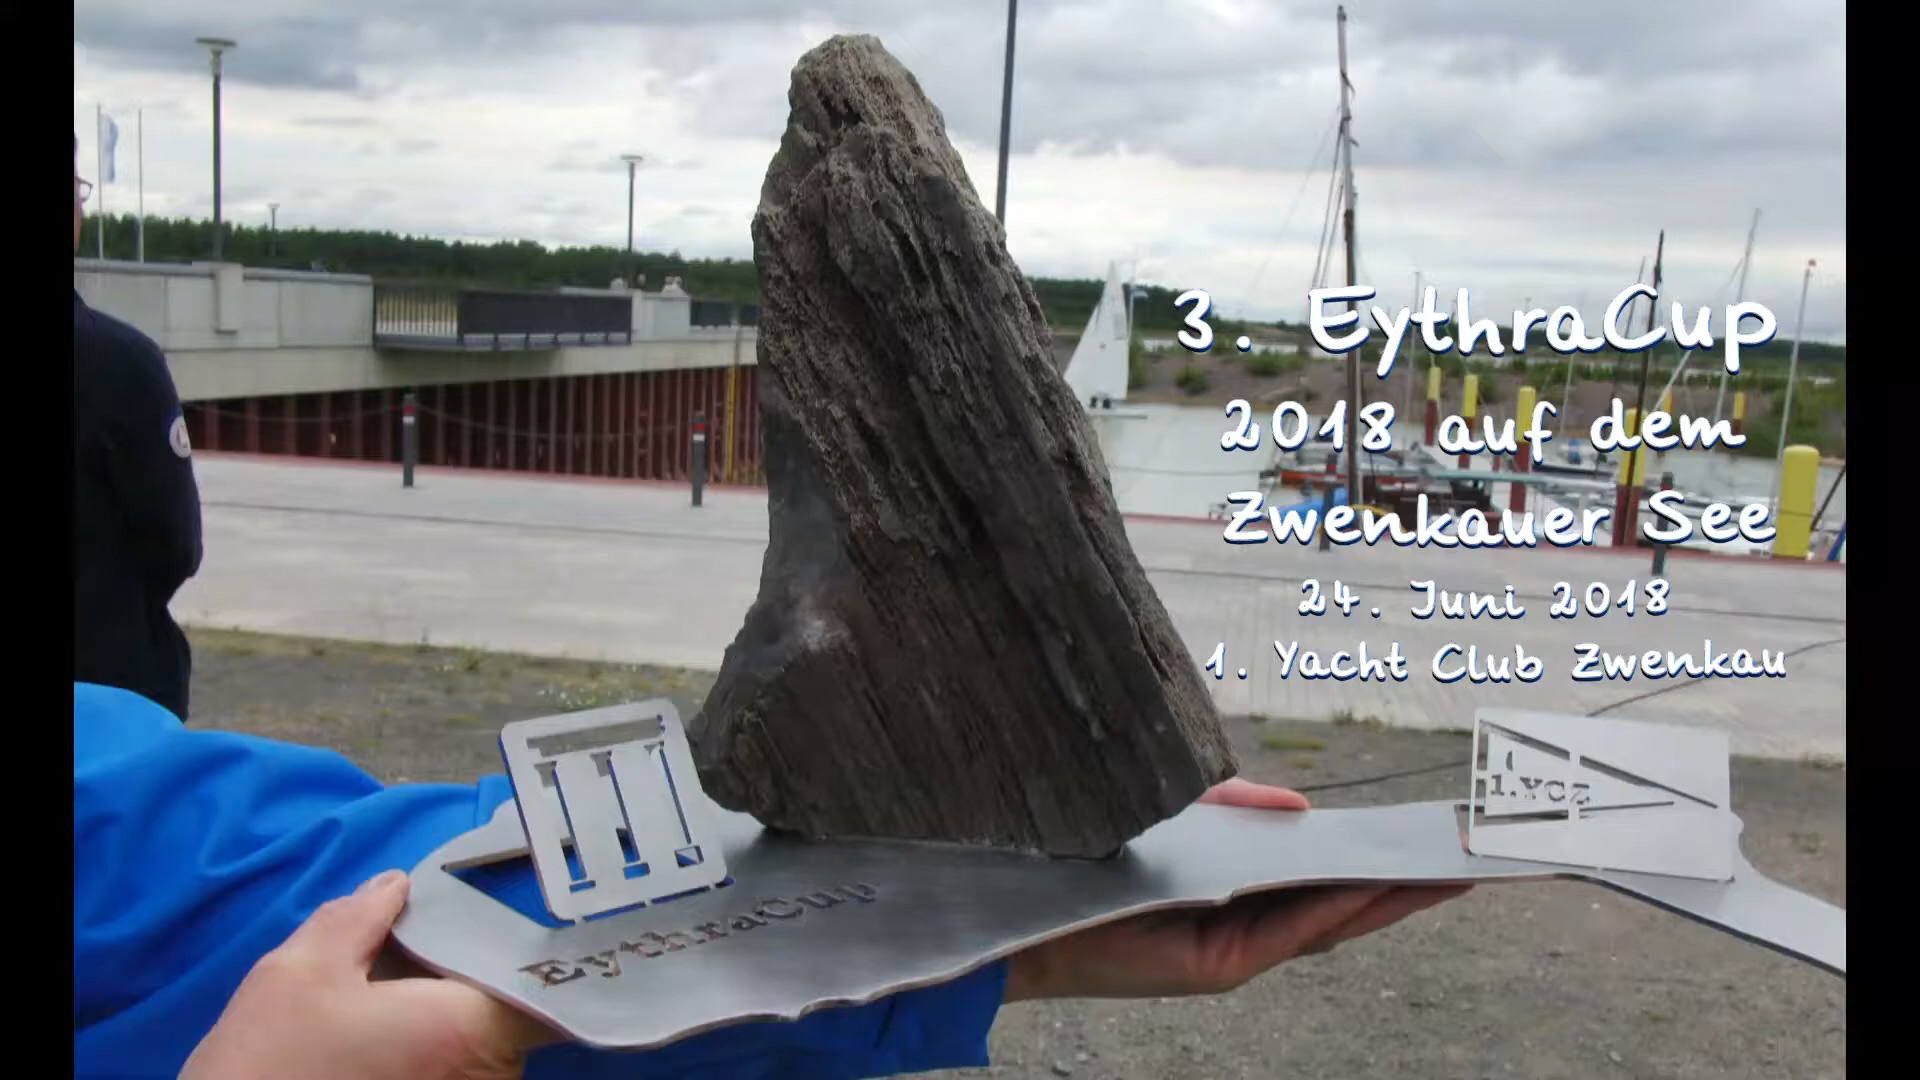 3. EythraCup
2018 auf dem
Zwenkauer See
24. Juni 2018
1. Yacht Club Zwenkau
1.YCZ
EythraCup